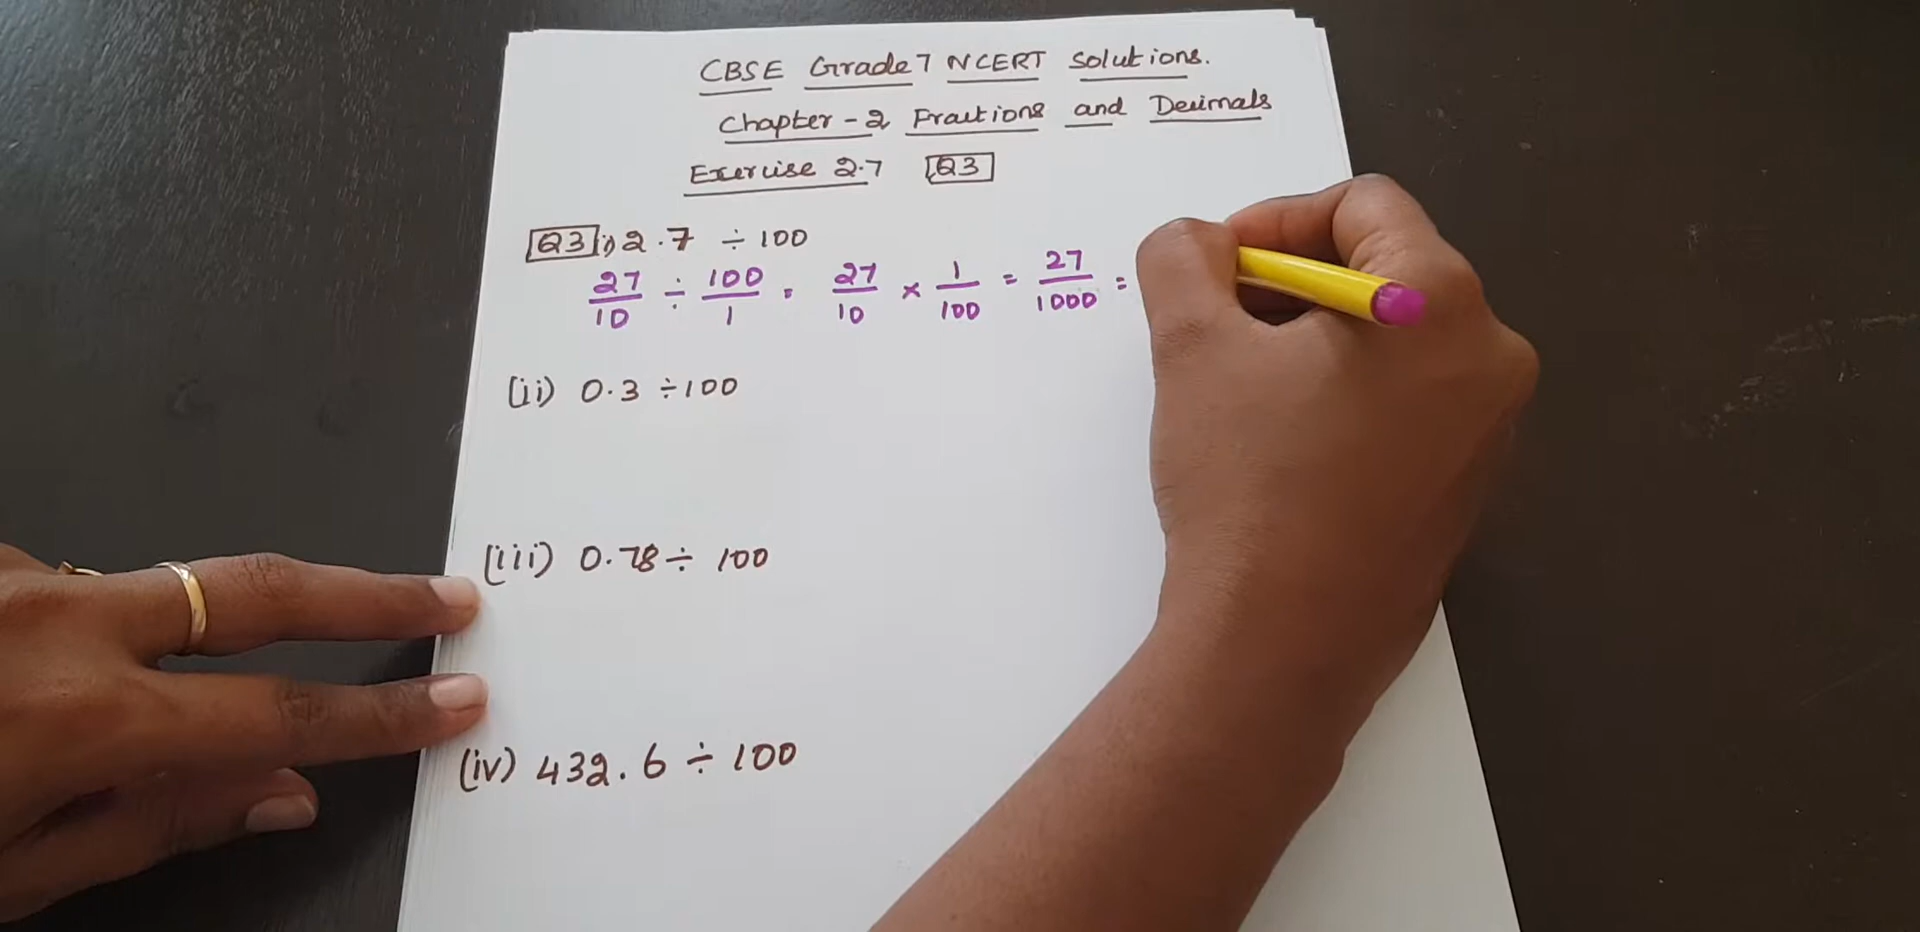 CBSE Grade 7 NCERT Solutions.
Chapter - 2 Fractions and Decimals
Exercise 2.7 Q3
Q3 i) 2.7 ÷ 100
27/10 ÷ 100/1 = 27/10 × 1/100 = 27/1000 =
(ii) 0.3 ÷ 100
(iii) 0.78 ÷ 100
(iv) 432.6 ÷ 100